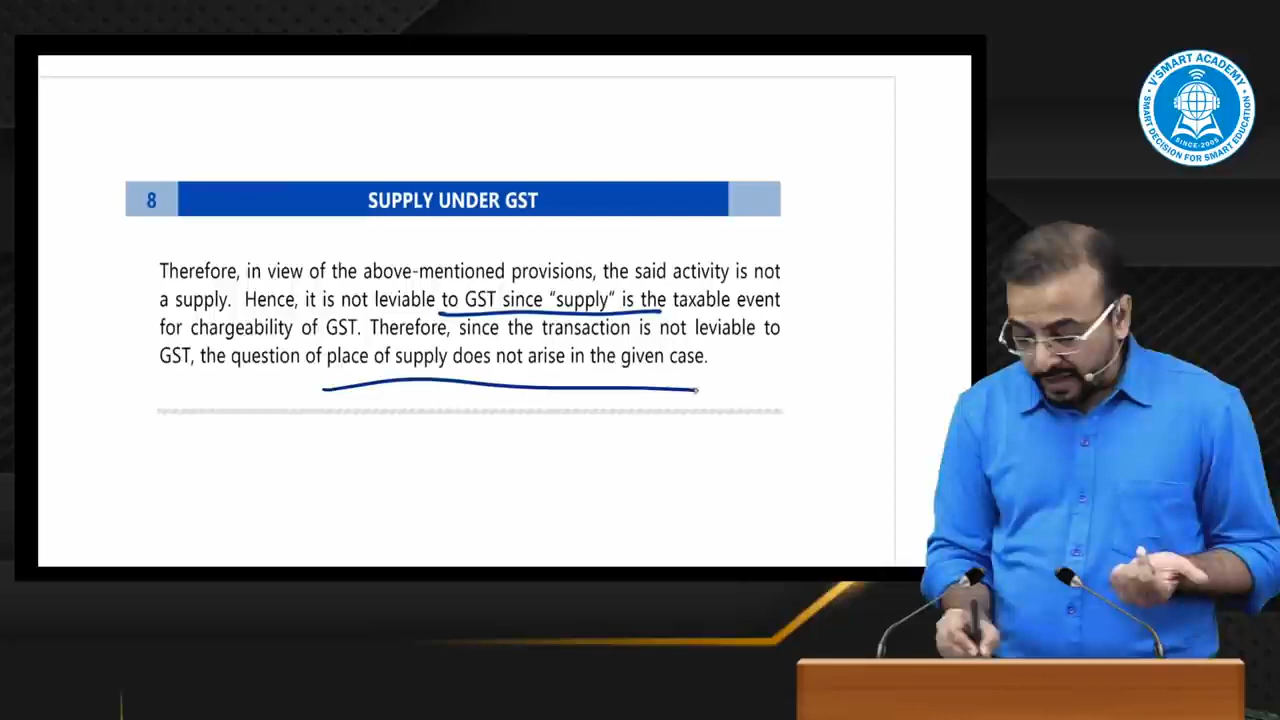 8
SUPPLY UNDER GST
Therefore, in view of the above-mentioned provisions, the said activity is not
a supply. Hence, it is not leviable to GST since “supply” is the taxable event
for chargeability of GST. Therefore, since the transaction is not leviable to
GST, the question of place of supply does not arise in the given case.
V'SMART ACADEMY
SMART DECISION FOR SMART EDUCATION
SINCE-2005